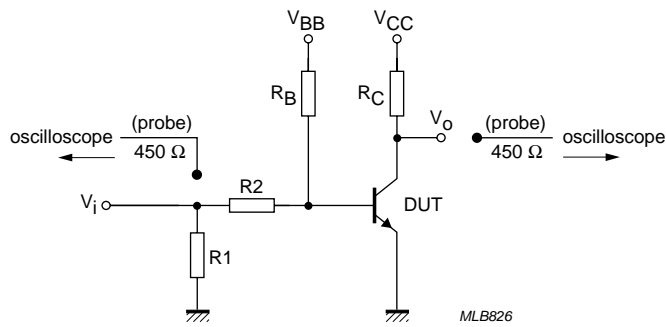 VBB
VCC
RB
RC
Vo
(probe)
oscilloscope
450 Ω
(probe)
oscilloscope
450 Ω
R2
DUT
Vi
R1
MLB826